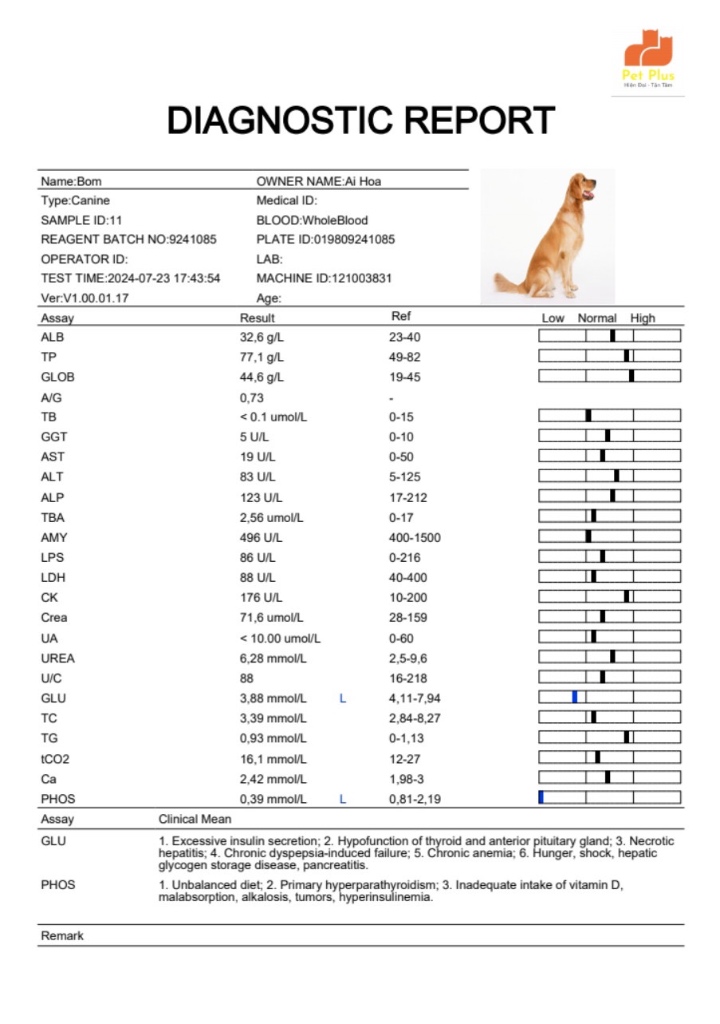 Pet Plus
Hiện Đại - Tận Tâm
DIAGNOSTIC REPORT
Name:Bom OWNER NAME:Ai Hoa
Type:Canine Medical ID:
SAMPLE ID:11 BLOOD:WholeBlood
REAGENT BATCH NO:9241085 PLATE ID:019809241085
OPERATOR ID: LAB:
TEST TIME:2024-07-23 17:43:54 MACHINE ID:121003831
Ver:V1.00.01.17 Age:
Assay Result Ref Low Normal High
ALB 32,6 g/L 23-40
TP 77,1 g/L 49-82
GLOB 44,6 g/L 19-45
A/G 0,73 -
TB < 0.1 umol/L 0-15
GGT 5 U/L 0-10
AST 19 U/L 0-50
ALT 83 U/L 5-125
ALP 123 U/L 17-212
TBA 2,56 umol/L 0-17
AMY 496 U/L 400-1500
LPS 86 U/L 0-216
LDH 88 U/L 40-400
CK 176 U/L 10-200
Crea 71,6 umol/L 28-159
UA < 10.00 umol/L 0-60
UREA 6,28 mmol/L 2,5-9,6
U/C 88 16-218
GLU 3,88 mmol/L L 4,11-7,94
TC 3,39 mmol/L 2,84-8,27
TG 0,93 mmol/L 0-1,13
tCO2 16,1 mmol/L 12-27
Ca 2,42 mmol/L 1,98-3
PHOS 0,39 mmol/L L 0,81-2,19
Assay Clinical Mean
GLU 1. Excessive insulin secretion; 2. Hypofunction of thyroid and anterior pituitary gland; 3. Necrotic
hepatitis; 4. Chronic dyspepsia-induced failure; 5. Chronic anemia; 6. Hunger, shock, hepatic
glycogen storage disease, pancreatitis.
PHOS 1. Unbalanced diet; 2. Primary hyperparathyroidism; 3. Inadequate intake of vitamin D,
malabsorption, alkalosis, tumors, hyperinsulinemia.
Remark